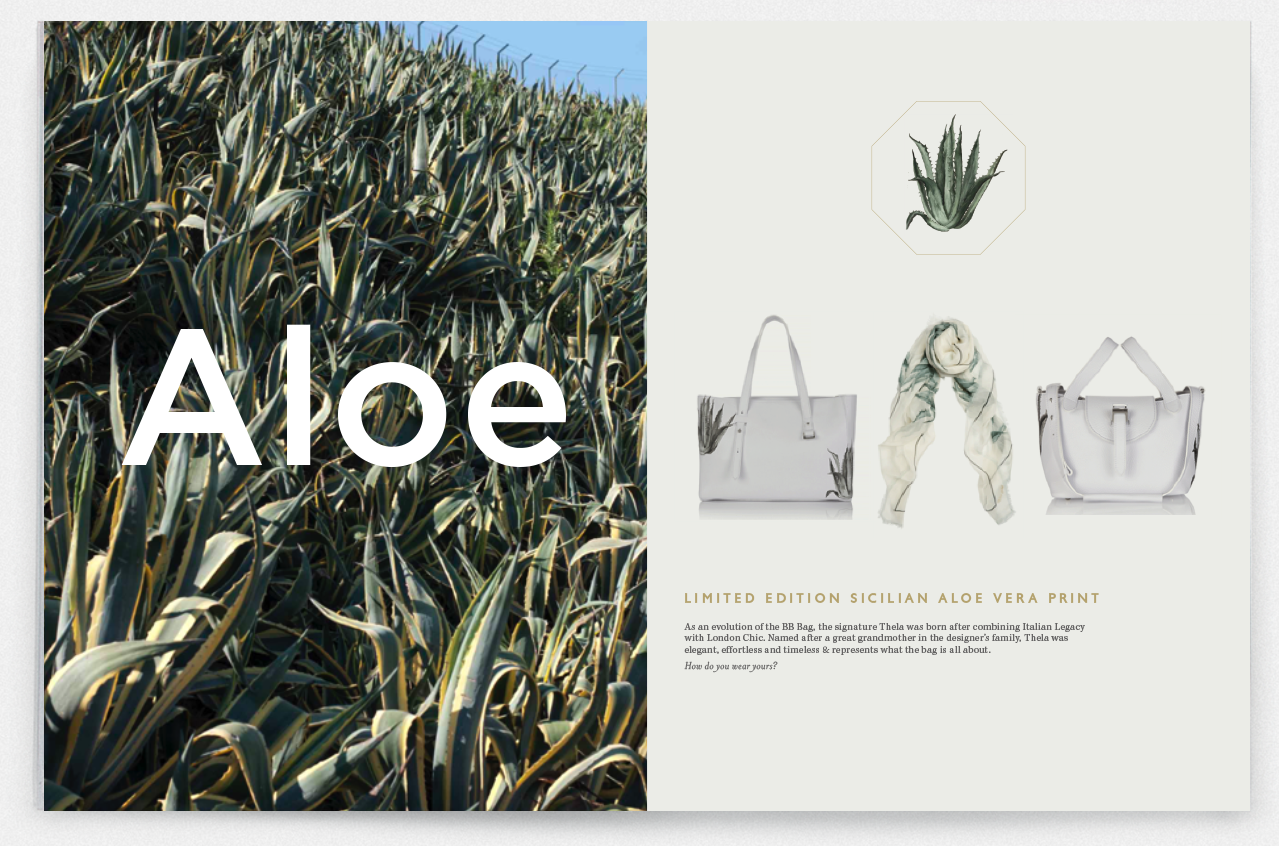 Aloe
LIMITED EDITION SICILIAN ALOE VERA PRINT
As an evolution of the BB Bag, the signature Thela was born after combining Italian Legacy
with London Chic. Named after a great grandmother in the designer's family, Thela was
elegant, effortless and timeless & represents what the bag is all about.
How do you wear yours?